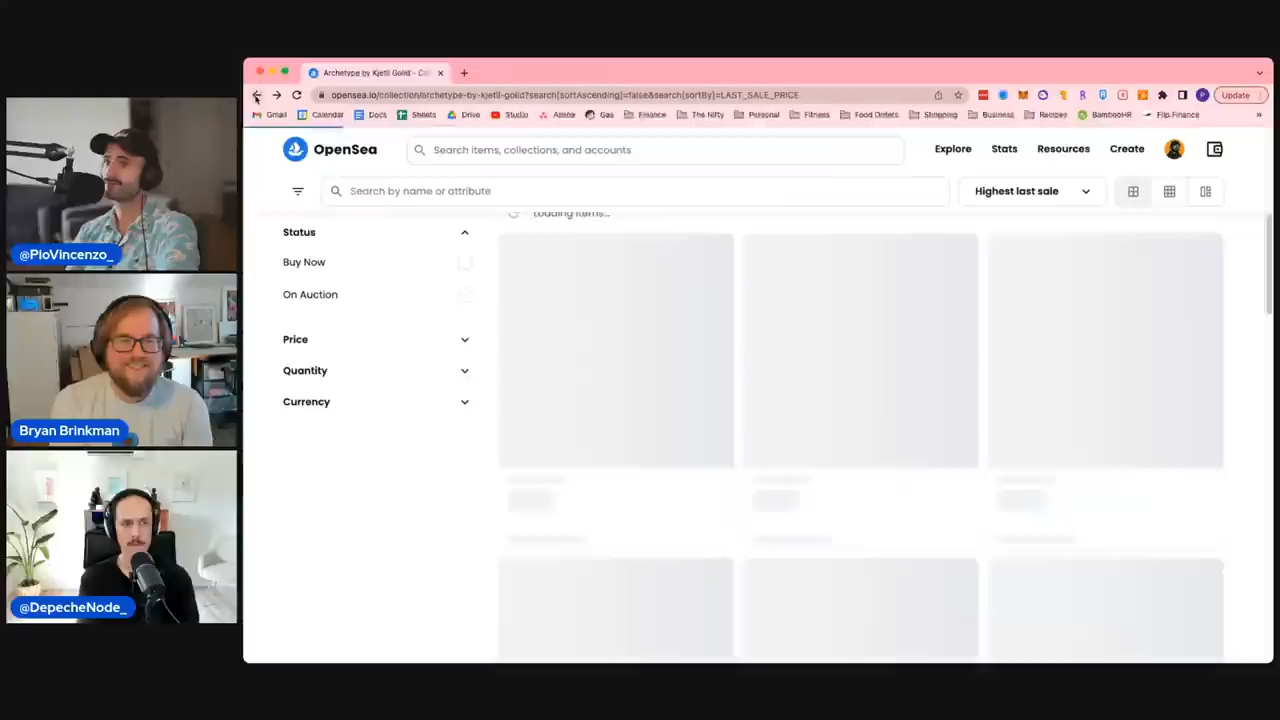 Archetype by Kjetil Golid - Col
opensea.io/collection/archetype-by-kjetil-golid?search[sortAscending]=false&search[sortBy]=LAST_SALE_PRICE
Update
Gmail
Calendar
Docs
Sheets
Drive
Studio
Gas
Finance
The Nifty
Personal
Fitness
Food Orders
Shopping
Business
Recipes
BambooHR
Flip.Finance
»
OpenSea
Search items, collections, and accounts
Explore
Stats
Resources
Create
Search by name or attribute
Highest last sale
Loading items...
Status
Buy Now
On Auction
Price
Quantity
Currency
@PioVincenzo_
Bryan Brinkman
@DepecheNode_